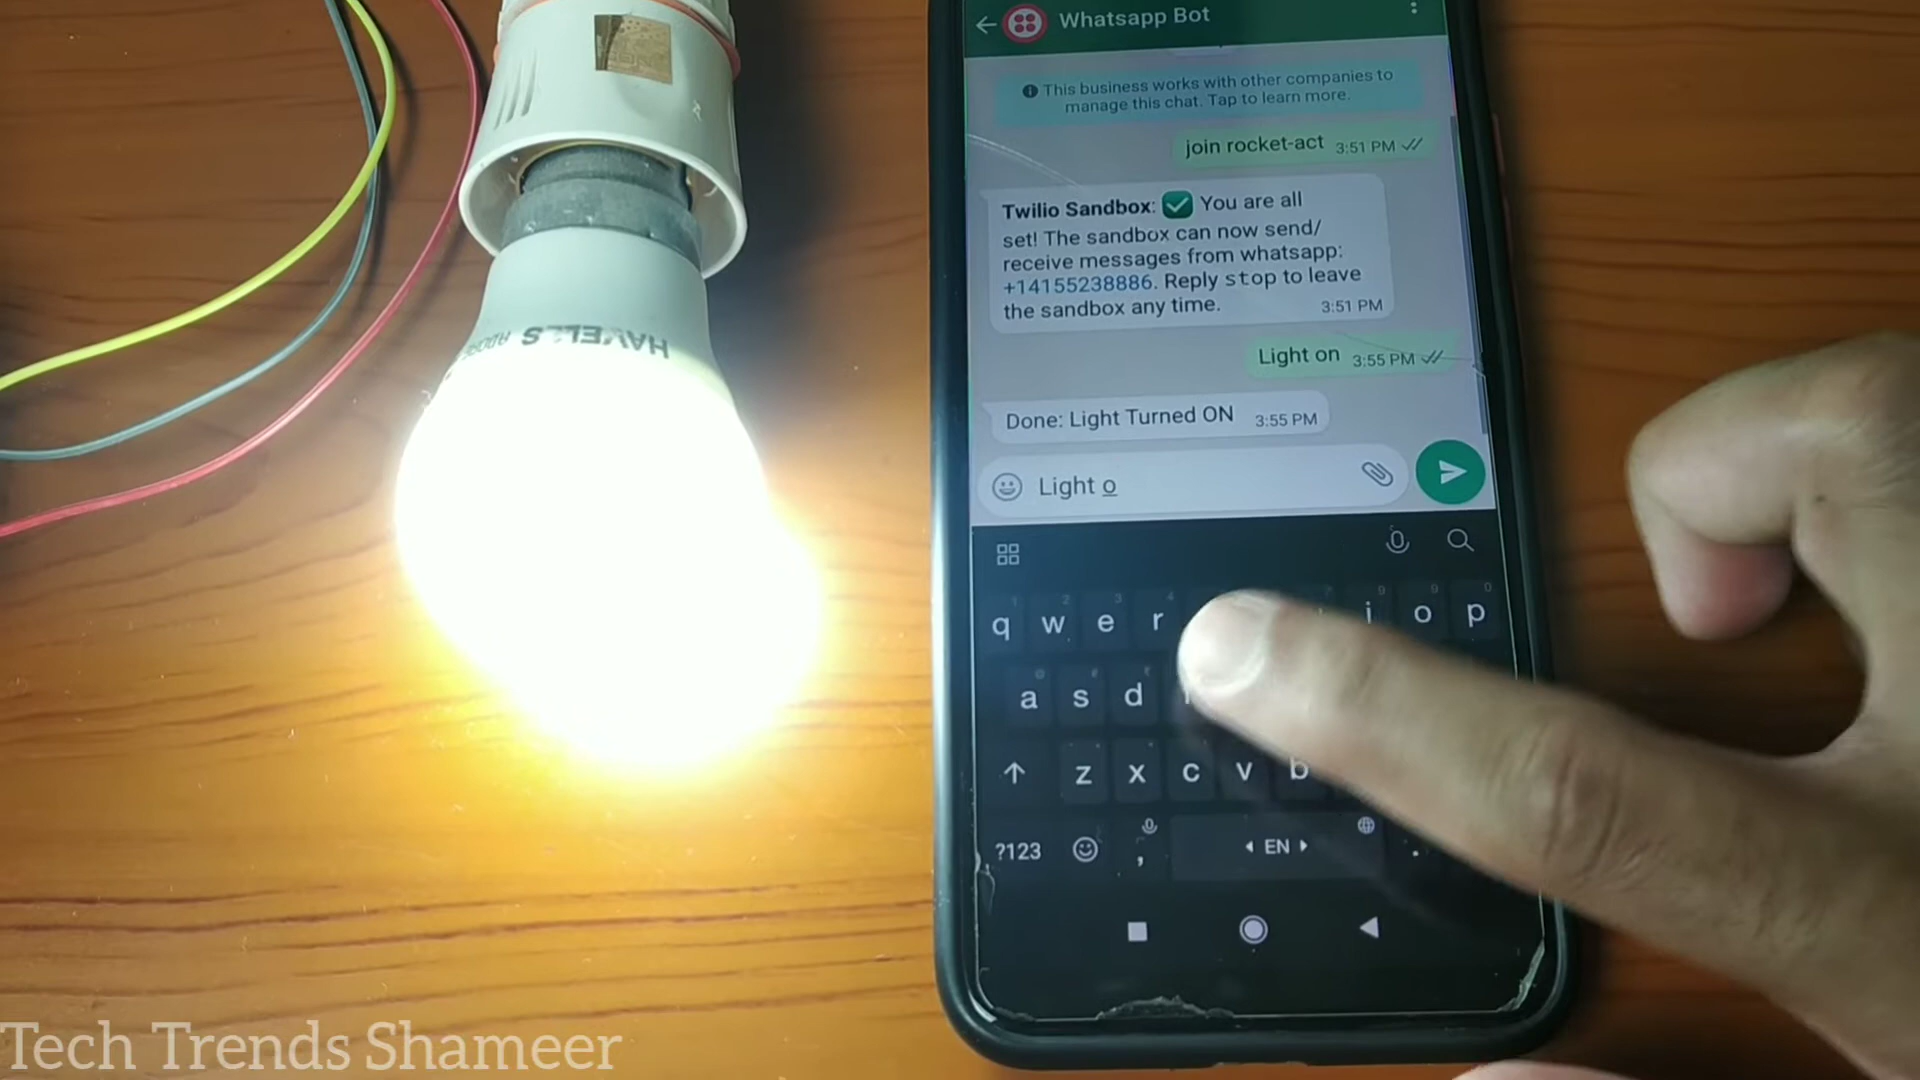 Whatsapp Bot
This business works with other companies to
manage this chat. Tap to learn more.
join rocket-act 3:51 PM
Twilio Sandbox: ✅ You are all
set! The sandbox can now send/
receive messages from whatsapp:
+14155238886. Reply stop to leave
the sandbox any time. 3:51 PM
Light on 3:55 PM
Done: Light Turned ON 3:55 PM
Light o
HAVELLS
q w e r i o p
a s d
z x c v b
?123 , EN .
Tech Trends Shameer